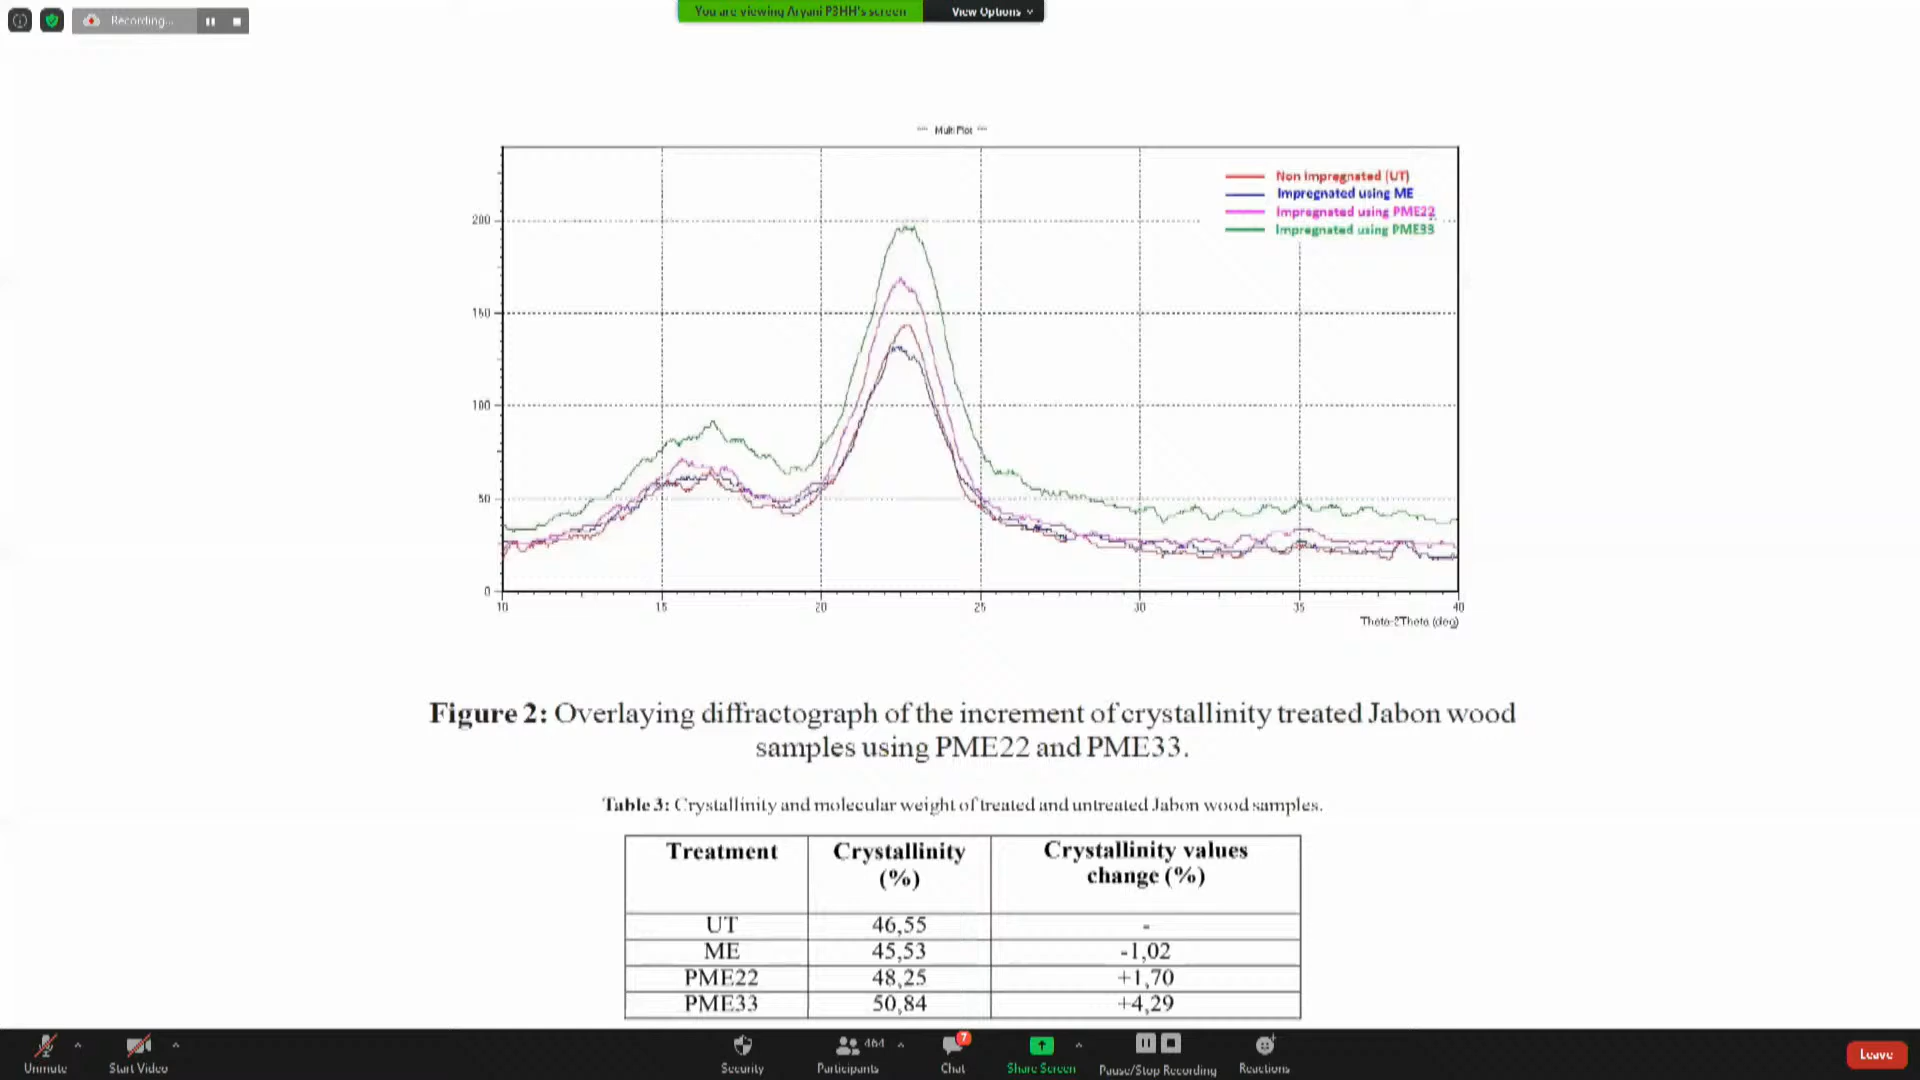 Recording...
You are viewing Aryani P3HH's screen
View Options
Multi Plot
Non Impregnated (UT)
Impregnated using ME
Impregnated using PME22
Impregnated using PME33
200
150
100
50
0
10 15 20 25 30 35 40
Theta-2Theta (deg)
Figure 2: Overlaying diffractograph of the increment of crystallinity treated Jabon wood
samples using PME22 and PME33.
Table 3: Crystallinity and molecular weight of treated and untreated Jabon wood samples.
Treatment Crystallinity (%) Crystallinity values change (%)
UT 46,55 -
ME 45,53 -1,02
PME22 48,25 +1,70
PME33 50,84 +4,29
Unmute Start Video Security Participants 464 Chat 7 Share Screen Pause/Stop Recording Reactions Leave